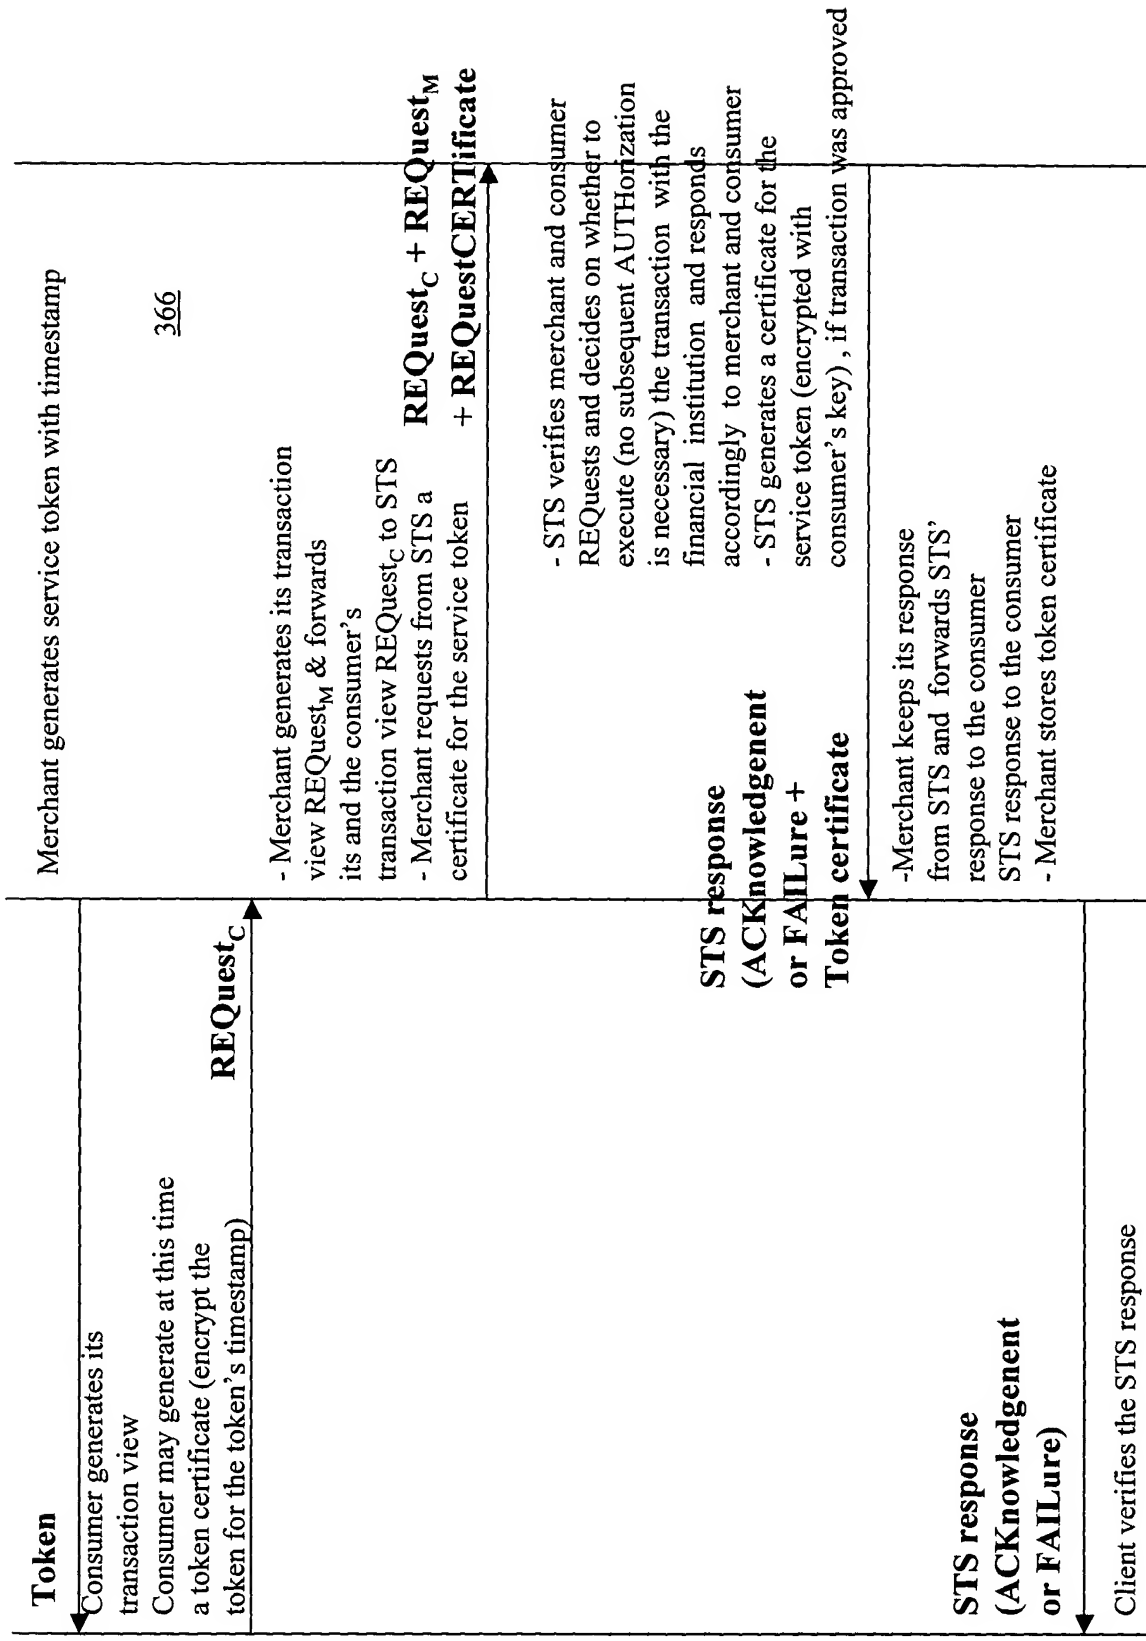 Merchant generates service token with timestamp
366
Token
Consumer generates its
transaction view
Consumer may generate at this time
a token certificate (encrypt the
token for the token's timestamp)
REQuestC
- Merchant generates its transaction
view REQuestM & forwards
its and the consumer's
transaction view REQuestC to STS
- Merchant requests from STS a
certificate for the service token
REQuestC + REQuestM
+ REQuestCERTificate
- STS verifies merchant and consumer
REQuests and decides on whether to
execute (no subsequent AUTHorization
is necessary) the transaction with the
financial institution and responds
accordingly to merchant and consumer
- STS generates a certificate for the
service token (encrypted with
consumer's key) , if transaction was approved
STS response
(ACKnowledgenent
or FAILure +
Token certificate
-Merchant keeps its response
from STS and forwards STS'
response to the consumer
STS response to the consumer
- Merchant stores token certificate
STS response
(ACKnowledgenent
or FAILure)
Client verifies the STS response